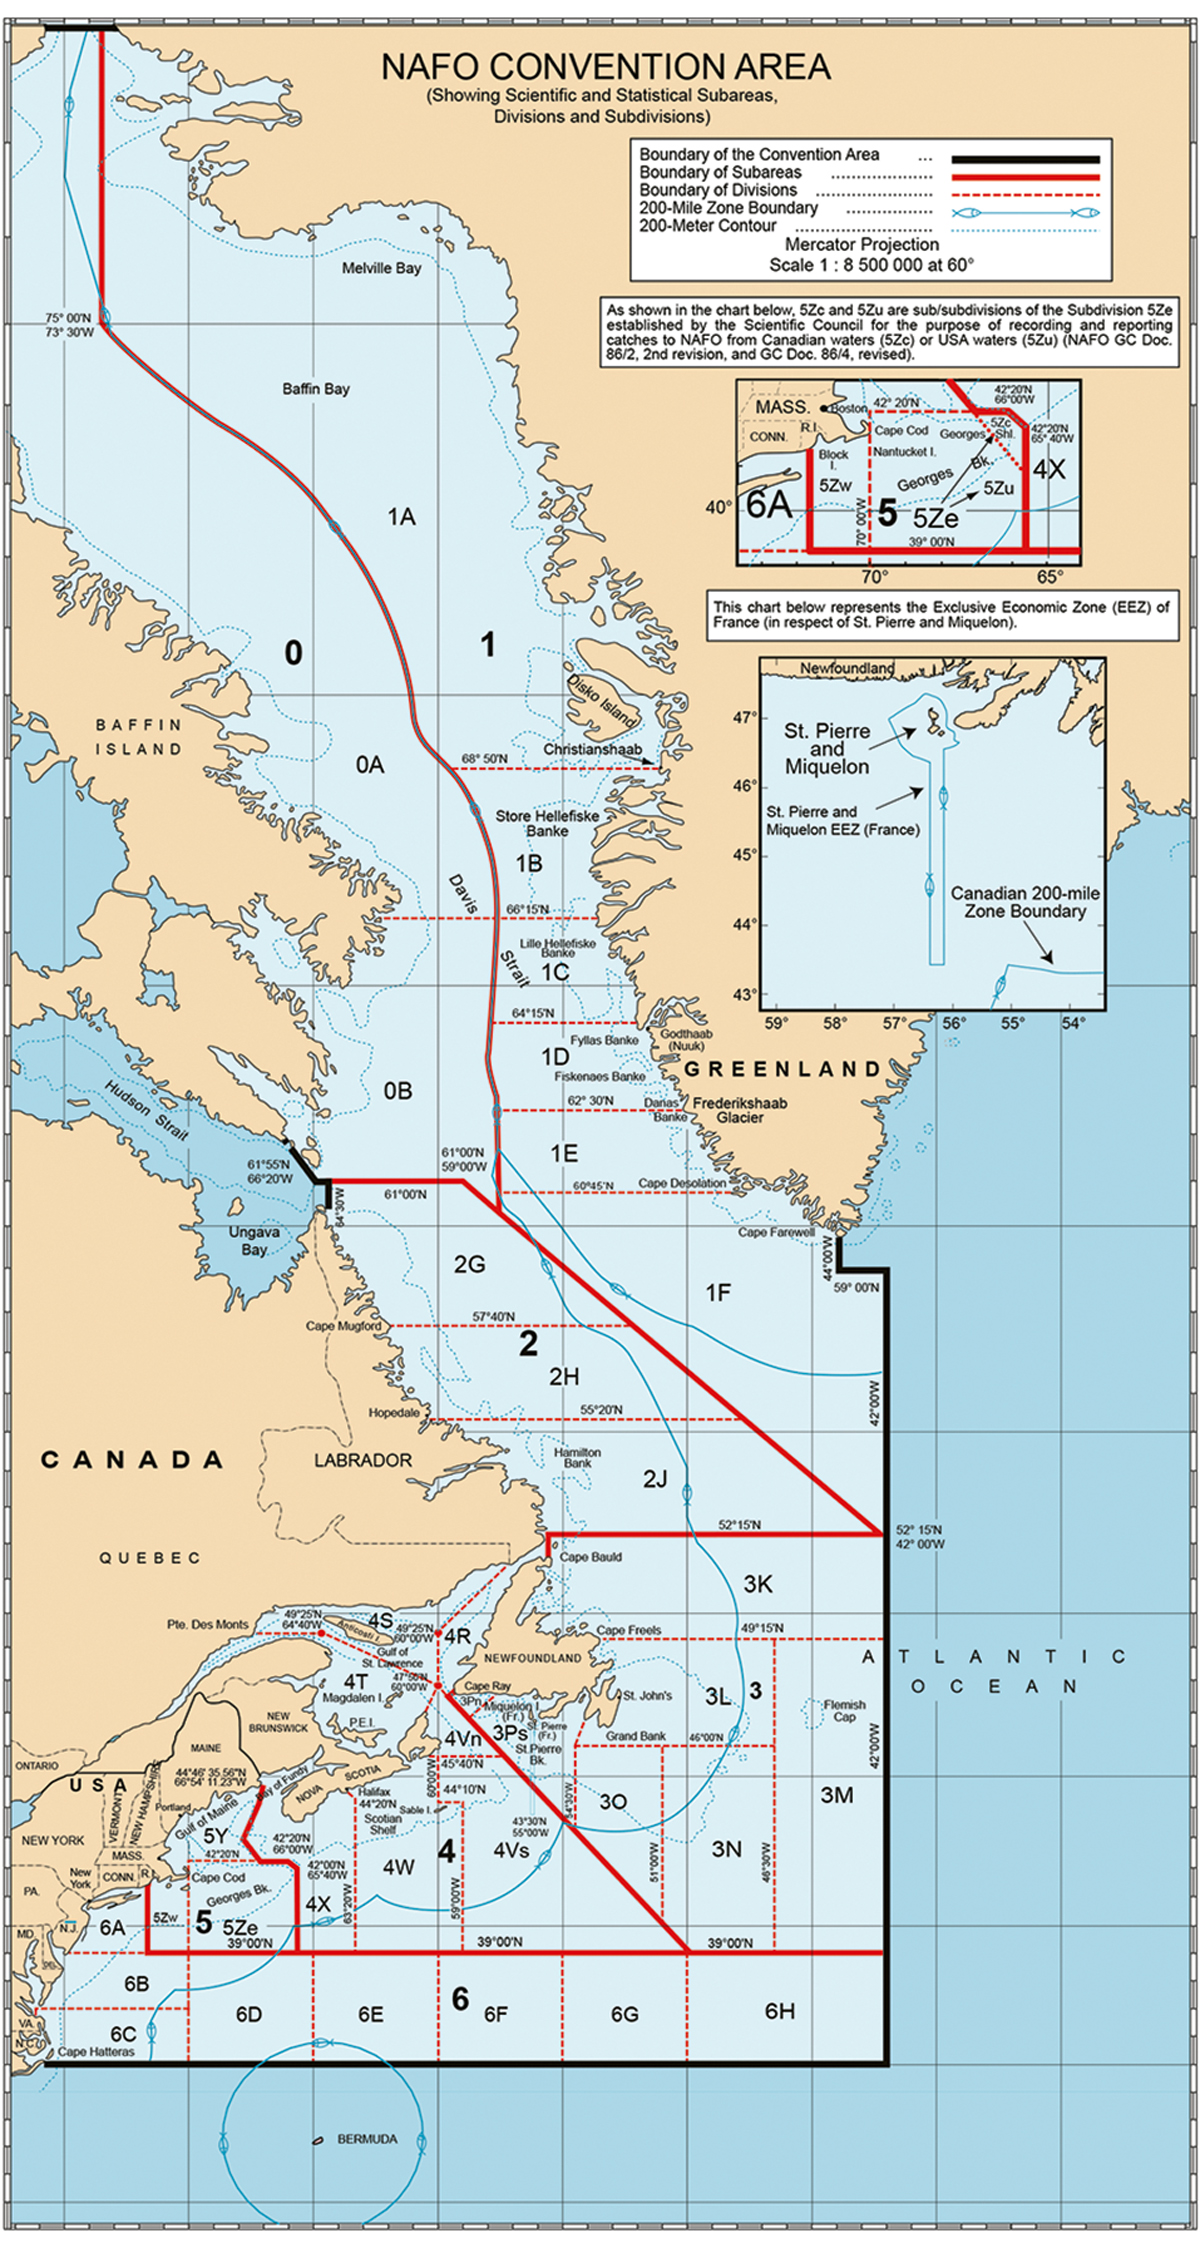 NAFO CONVENTION AREA
(Showing Scientific and Statistical Subareas,
Divisions and Subdivisions)
Boundary of the Convention Area ...
Boundary of Subareas
Boundary of Divisions
200-Mile Zone Boundary
200-Meter Contour
Mercator Projection
Scale 1 : 8 500 000 at 60°
As shown in the chart below, 5Zc and 5Zu are sub/subdivisions of the Subdivision 5Ze
established by the Scientific Council for the purpose of recording and reporting
catches to NAFO from Canadian waters (5Zc) or USA waters (5Zu) (NAFO GC Doc.
86/2, 2nd revision, and GC Doc. 86/4, revised).
MASS.
Boston
42° 20'N
42°20'N
66°00'W
CONN.
R.I.
Cape Cod
Georges
5Zc
Shl.
42°20'N
65° 40'W
Block
I.
Nantucket I.
Georges Bk.
4X
5Zw
5Zu
6A
5
5Ze
40°
70° 00'W
39° 00'N
70°
65°
This chart below represents the Exclusive Economic Zone (EEZ) of
France (in respect of St. Pierre and Miquelon).
Newfoundland
47°
St. Pierre
and
Miquelon
46°
St. Pierre and
Miquelon EEZ (France)
45°
Canadian 200-mile
Zone Boundary
44°
43°
59°
58°
57°
56°
55°
54°
Melville Bay
75° 00'N
73° 30'W
Baffin Bay
1A
0
1
BAFFIN
ISLAND
Disko Island
Christianshaab
68° 50'N
0A
Store Hellefiske
Banke
1B
Davis
Strait
66°15'N
Lille Hellefiske
Banke
1C
64°15'N
Fyllas Banke
Godthaab
(Nuuk)
1D
GREENLAND
Fiskenaes Banke
0B
62° 30'N
Danas
Banke
Frederikshaab
Glacier
Hudson Strait
61°55'N
66°20'W
61°00'N
59°00'W
1E
61°00'N
60°45'N
Cape Desolation
64°30'W
Ungava
Bay
Cape Farewell
44°00'W
59° 00'N
2G
1F
Cape Mugford
57°40'N
2
2H
42°00'W
Hopedale
55°20'N
CANADA
LABRADOR
Hamilton
Bank
2J
52°15'N
52° 15'N
42° 00'W
QUEBEC
Cape Bauld
3K
Pte. Des Monts
49°25'N
64°40'W
4S
Anticosti I.
49°25'N
60°00'W
4R
Cape Freels
49°15'N
ATLANTIC
OCEAN
Gulf of
St. Lawrence
NEWFOUNDLAND
4T
Magdalen I.
47°50'N
60°00'W
Cape Ray
3Pn
St. John's
3L
3
Flemish
Cap
Miquelon I.
(Fr.)
NEW
BRUNSWICK
P.E.I.
4Vn
3Ps
St. Pierre
(Fr.)
St.Pierre
Bk.
Grand Bank
46°00'N
42°00'W
MAINE
ONTARIO
USA
44°46' 35.56"N
66°54' 11.23"W
Bay of Fundy
NOVA SCOTIA
45°40'N
60°00'W
44°10'N
3M
VERMONT
NEW HAMPSHIRE
Portland
Gulf of Maine
Halifax
44°20'N
Sable I.
Scotian
Shelf
54°30'W
3O
43°30'N
55°00'W
NEW YORK
5Y
42°20'N
66°00'W
4
4Vs
3N
MASS.
42°20'N
42°00'N
65°40'W
4W
51°00'W
46°30'W
New
York
CONN.
R.I.
Cape Cod
Georges Bk.
PA.
4X
63°20'W
59°00'W
MD.
N.J.
6A
5Zw
5
5Ze
39°00'N
39°00'N
39°00'N
6B
6
6D
6E
6F
6G
6H
VA.
6C
N.C.
Cape Hatteras
BERMUDA